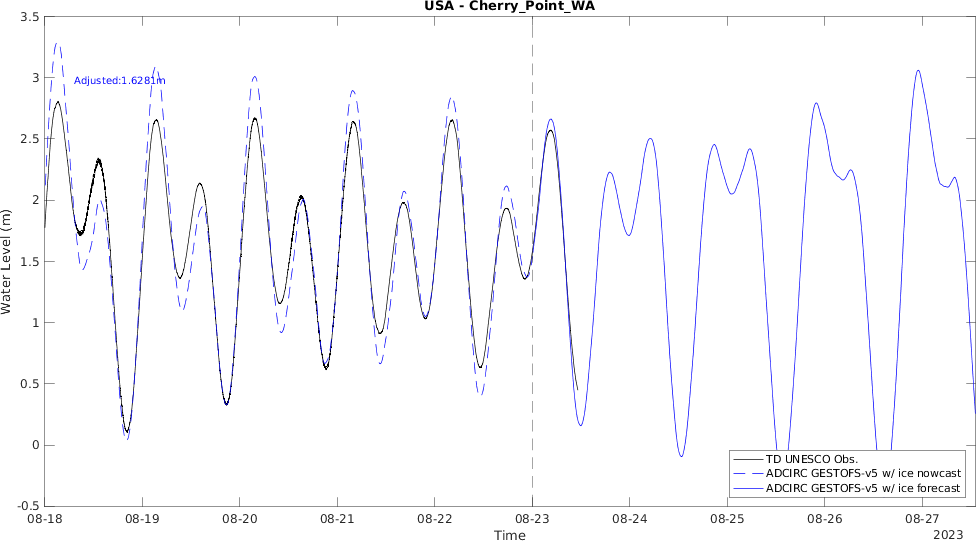 USA - Cherry_Point_WA
Adjusted:1.6281m
Water Level (m)
3.5
3
2.5
2
1.5
1
0.5
0
-0.5
08-18 08-19 08-20 08-21 08-22 08-23 08-24 08-25 08-26 08-27
Time
2023
TD UNESCO Obs.
ADCIRC GESTOFS-v5 w/ ice nowcast
ADCIRC GESTOFS-v5 w/ ice forecast